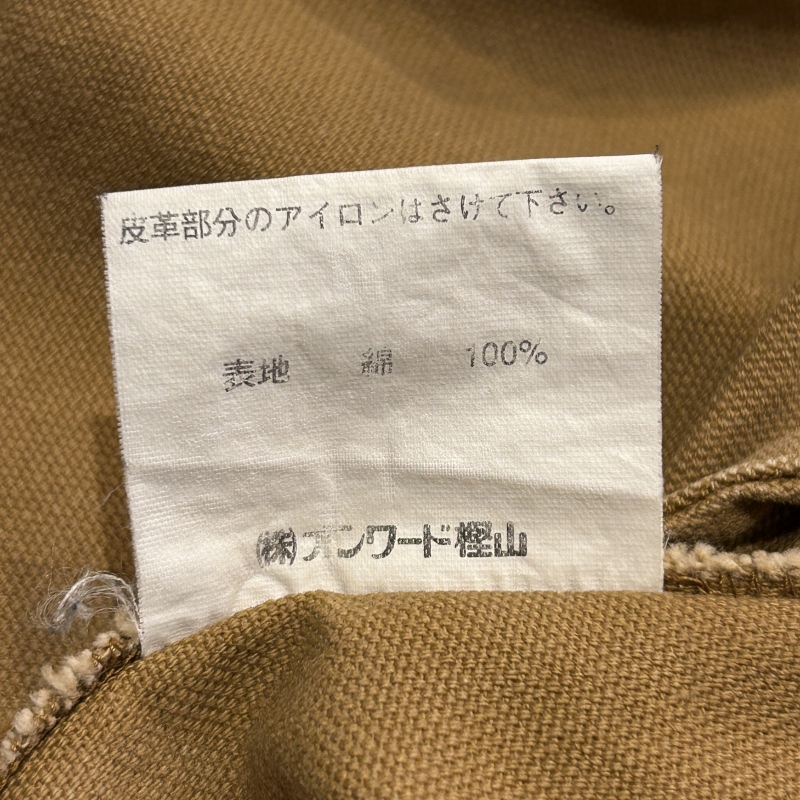 皮革部分のアイロンはさけて下さい。
表地 綿 100%
(株)オンワード樫山